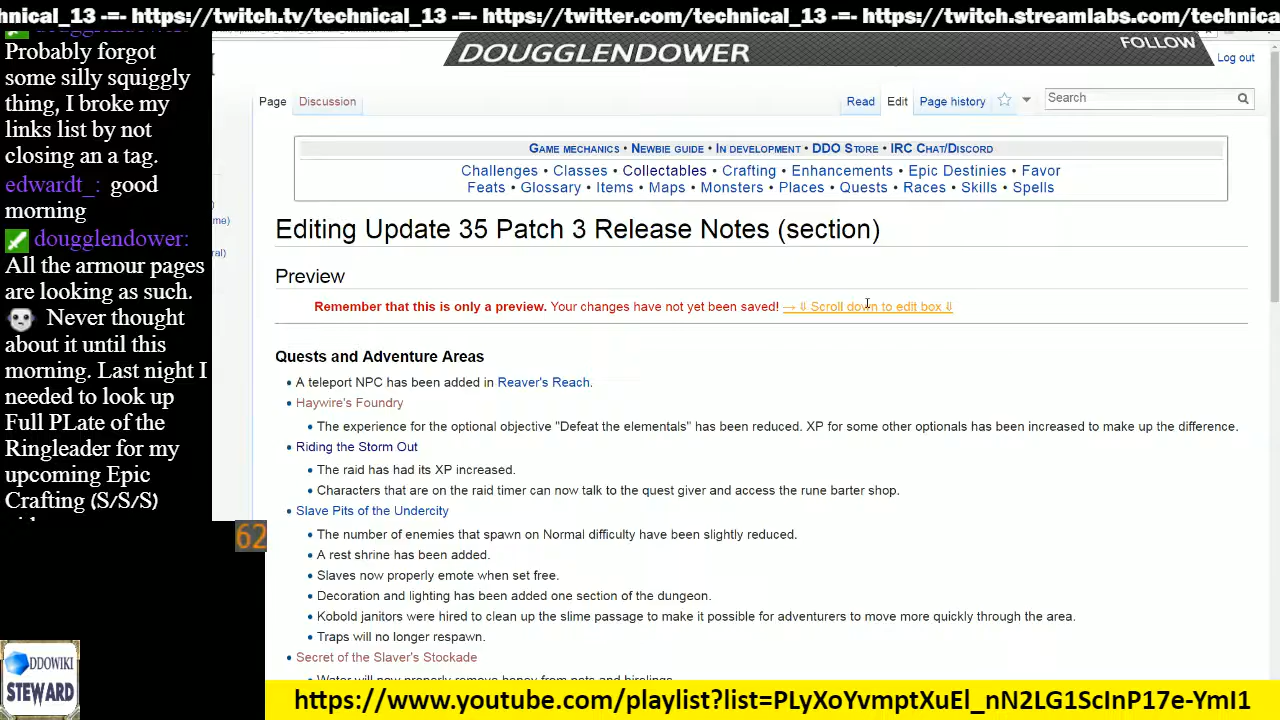 hnical_13 -=- https://twitch.tv/technical_13 -=- https://twitter.com/technical_13 -=- https://twitch.streamlabs.com/technica
dougglendower:
Probably forgot
some silly squiggly
thing, I broke my
links list by not
closing an a tag.
edwardt_: good
morning
dougglendower:
All the armour pages
are looking as such.
Never thought
about it until this
morning. Last night I
needed to look up
Full PLate of the
Ringleader for my
upcoming Epic
Crafting (S/S/S)
62
DDOWIKI
STEWARD
DOUGGLENDOWER
FOLLOW
Log out
Page Discussion Read Edit Page history Search
me)
ral)
Game mechanics • Newbie guide • In development • DDO Store • IRC Chat/Discord
Challenges • Classes • Collectables • Crafting • Enhancements • Epic Destinies • Favor
Feats • Glossary • Items • Maps • Monsters • Places • Quests • Races • Skills • Spells
Editing Update 35 Patch 3 Release Notes (section)
Preview
Remember that this is only a preview. Your changes have not yet been saved! → ⇓ Scroll down to edit box ⇓
Quests and Adventure Areas
• A teleport NPC has been added in Reaver's Reach.
• Haywire's Foundry
• The experience for the optional objective "Defeat the elementals" has been reduced. XP for some other optionals has been increased to make up the difference.
• Riding the Storm Out
• The raid has had its XP increased.
• Characters that are on the raid timer can now talk to the quest giver and access the rune barter shop.
• Slave Pits of the Undercity
• The number of enemies that spawn on Normal difficulty have been slightly reduced.
• A rest shrine has been added.
• Slaves now properly emote when set free.
• Decoration and lighting has been added one section of the dungeon.
• Kobold janitors were hired to clean up the slime passage to make it possible for adventurers to move more quickly through the area.
• Traps will no longer respawn.
• Secret of the Slaver's Stockade
https://www.youtube.com/playlist?list=PLyXoYvmptXuEl_nN2LG1ScInP17e-YmI1